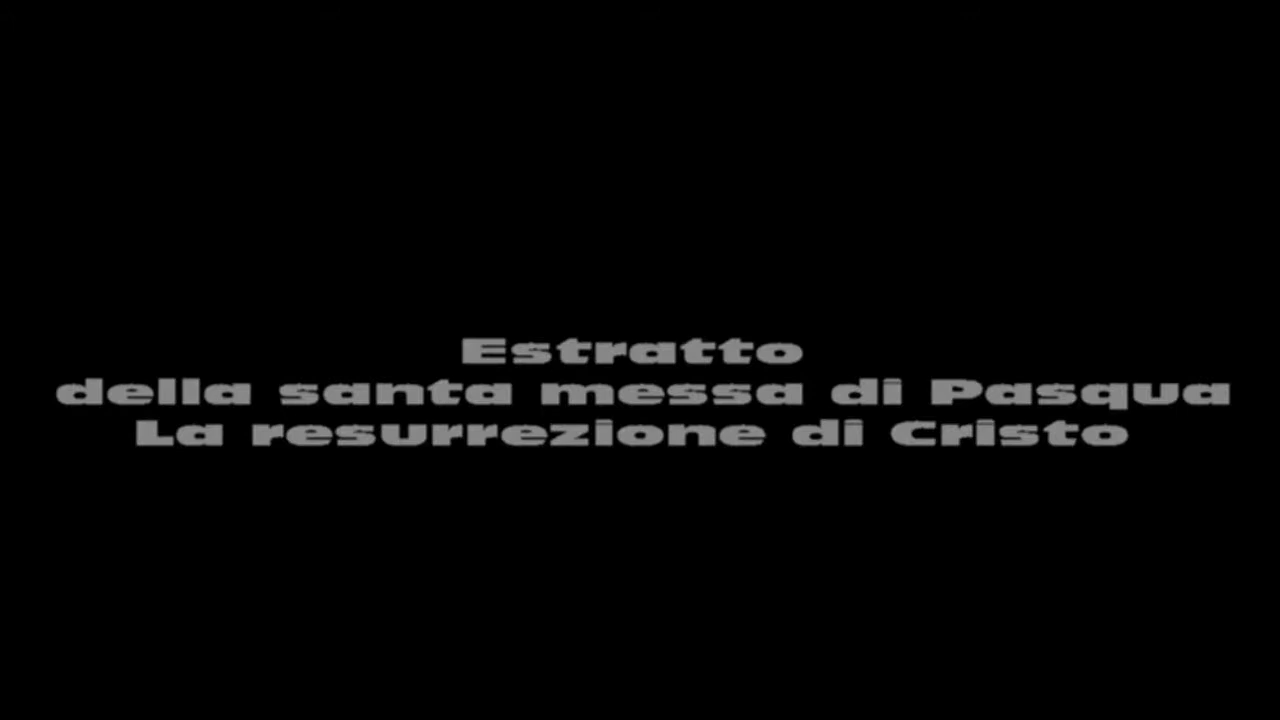 Estratto
della santa messa di Pasqua
La resurrezione di Cristo